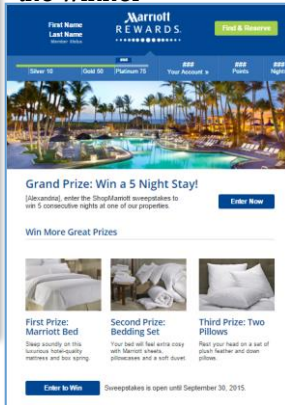 the winner
First Name
Last Name
Member Status
Marriott
REWARDS.
Find & Reserve
Silver 10
Gold 50
Platinum 75
###
Your Account »
###
Points
###
Night
Grand Prize: Win a 5 Night Stay!
[Alexandria], enter the ShopMarriott sweepstakes to
win 5 consecutive nights at one of our properties.
Enter Now
Win More Great Prizes
First Prize:
Marriott Bed
Sleep soundly on this
luxurious hotel-quality
mattress and box spring.
Second Prize:
Bedding Set
Your bed will feel extra cosy
with Marriott sheets,
pillowcases and a soft duvet.
Third Prize: Two
Pillows
Rest your head on a set of
plush feather and down
pillows.
Enter to Win
Sweepstakes is open until September 30, 2015.